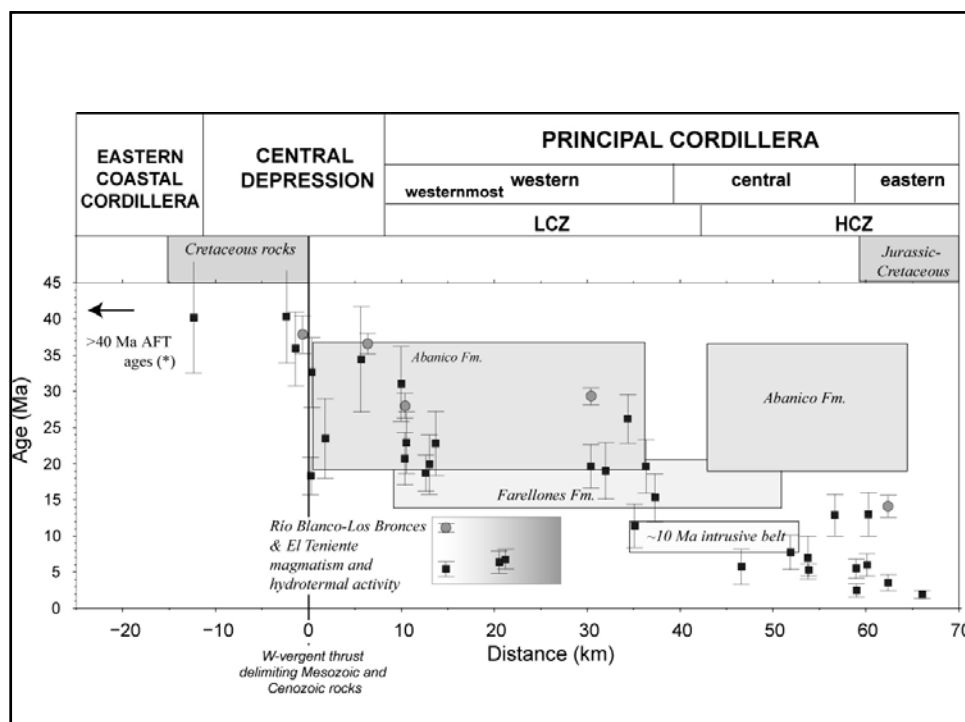 PRINCIPAL CORDILLERA
EASTERN
COASTAL
CORDILLERA
CENTRAL
DEPRESSION
westernmost
western
central
eastern
LCZ
HCZ
Cretaceous rocks
Jurassic-
Cretaceous
45
40
35
30
25
20
15
10
5
0
Age (Ma)
>40 Ma AFT
ages (*)
Abanico Fm.
Abanico Fm.
Farellones Fm.
~10 Ma intrusive belt
Río Blanco-Los Bronces
& El Teniente
magmatism and
hydrotermal activity
−20
−10
0
10
20
30
40
50
60
70
Distance (km)
W-vergent thrust
delimiting Mesozoic and
Cenozoic rocks